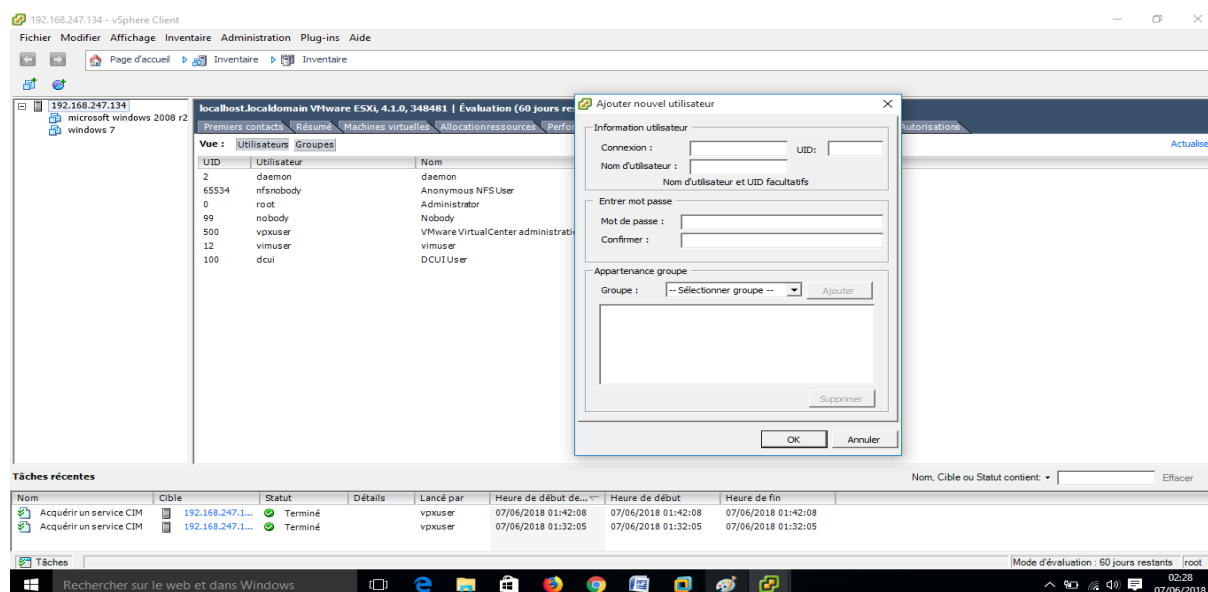 192.168.247.134 - vSphere Client
Fichier Modifier Affichage Inventaire Administration Plug-ins Aide
Page d'accueil Inventaire Inventaire
192.168.247.134
microsoft windows 2008 r2
windows 7
localhost.localdomain VMware ESXi, 4.1.0, 348481 | Évaluation (60 jours
Premiers contacts Résumé Machines virtuelles Allocation ressources Autorisations
Vue : Utilisateurs Groupes
Actualise
UID Utilisateur Nom
2 daemon daemon
65534 nfsnobody Anonymous NFS User
0 root Administrator
99 nobody Nobody
500 vpxuser VMware VirtualCenter
12 vimuser vimuser
100 dcui DCUI User
Ajouter nouvel utilisateur
Information utilisateur
Connexion : UID:
Nom d'utilisateur :
Nom d'utilisateur et UID facultatifs
Entrer mot passe
Mot de passe :
Confirmer :
Appartenance groupe
Groupe : -- Sélectionner groupe -- Ajouter
Supprimer
OK Annuler
Tâches récentes
Nom, Cible ou Statut contient: Effacer
Nom Cible Statut Détails Lancé par Heure de début de... Heure de début Heure de fin
Acquérir un service CIM 192.168.247.1... Terminé vpxuser 07/06/2018 01:42:08 07/06/2018 01:42:08 07/06/2018 01:42:08
Acquérir un service CIM 192.168.247.1... Terminé vpxuser 07/06/2018 01:32:05 07/06/2018 01:32:05 07/06/2018 01:32:05
Tâches
Mode d'évaluation : 60 jours restants root
Rechercher sur le web et dans Windows
02:28
07/06/2018